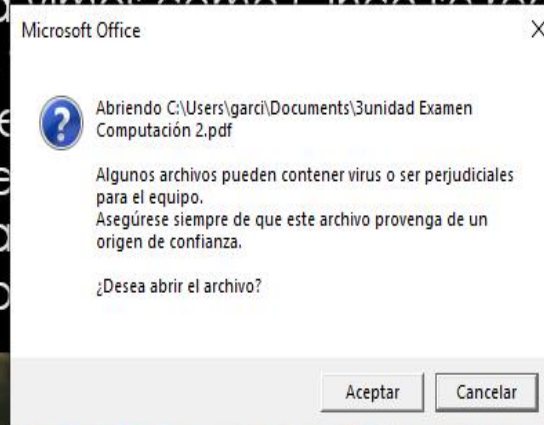 Microsoft Office
Abriendo C:\Users\garci\Documents\3unidad Examen
Computación 2.pdf
Algunos archivos pueden contener virus o ser perjudiciales
para el equipo.
Asegúrese siempre de que este archivo provenga de un
origen de confianza.
¿Desea abrir el archivo?
Aceptar
Cancelar